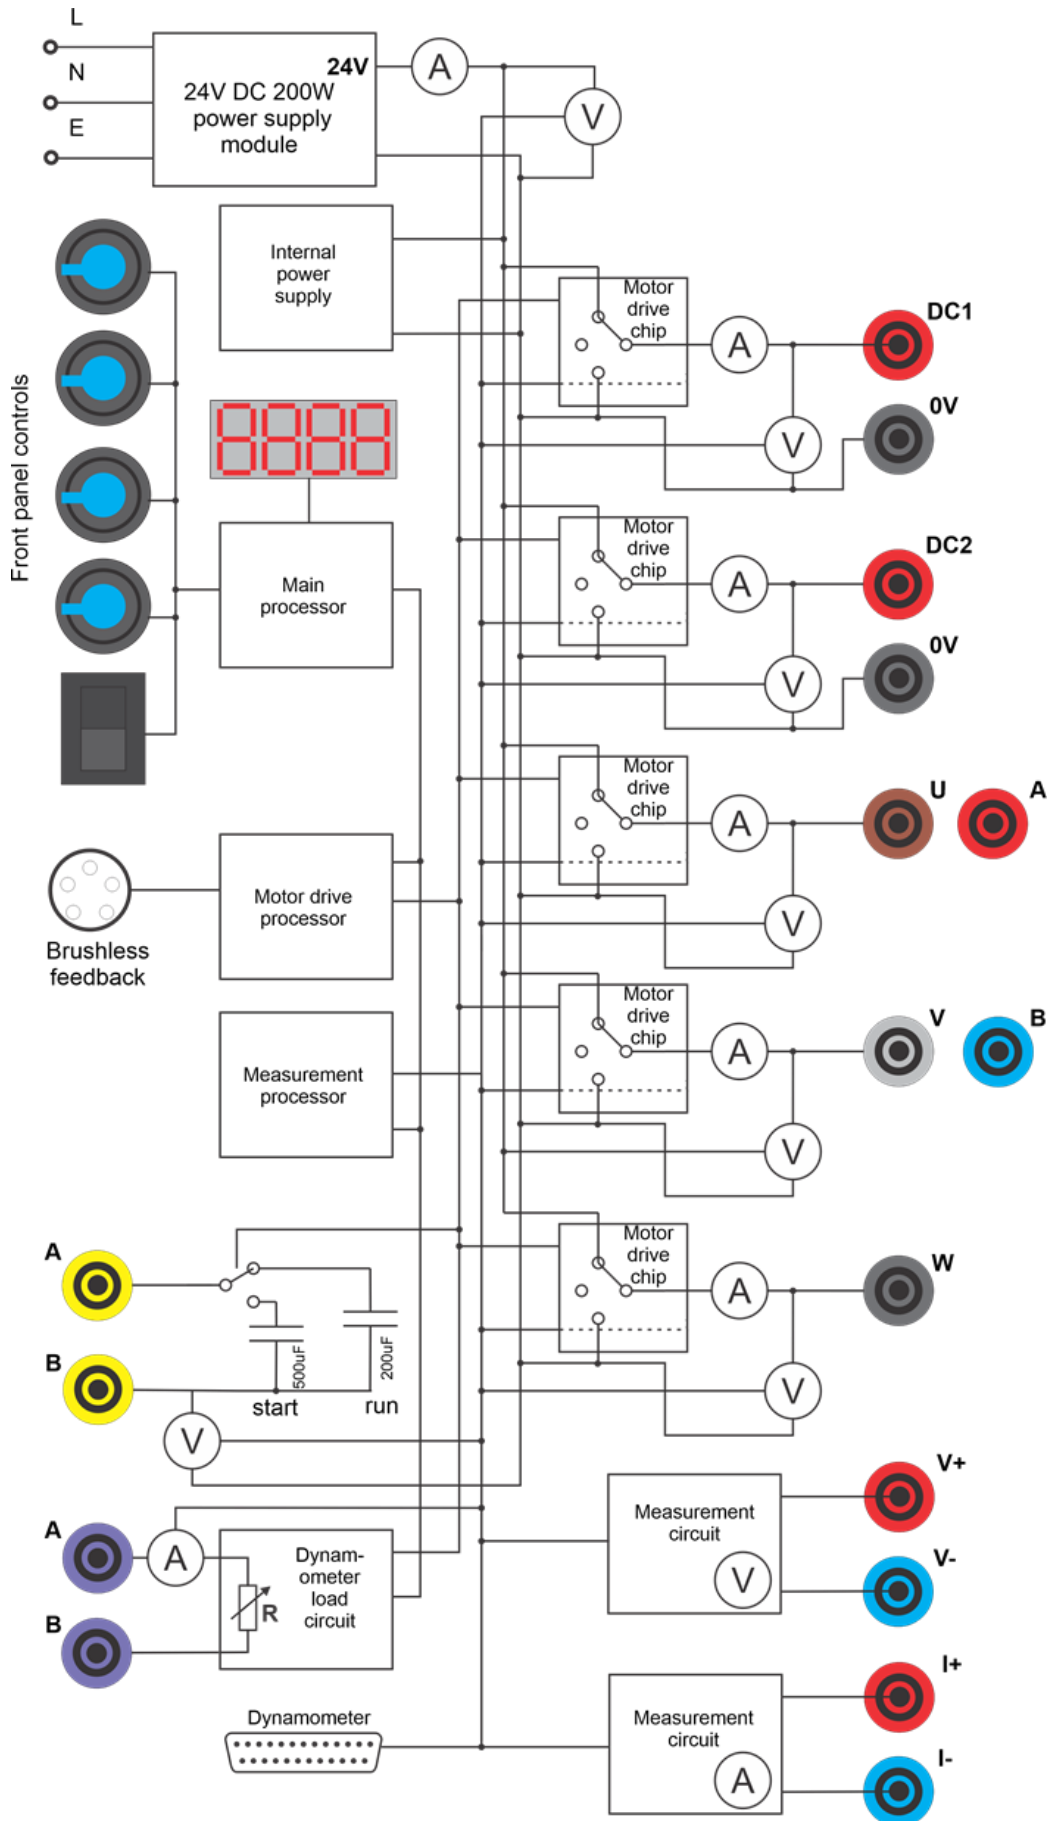 L
N
E
24V
24V DC 200W
power supply
module
A
V
Internal
power
supply
Front panel controls
8888
Motor
drive
chip
A
V
DC1
0V
Main
processor
Motor
drive
chip
A
V
DC2
0V
Motor
drive
chip
A
V
U
A
Motor drive
processor
Brushless
feedback
Motor
drive
chip
A
V
V
B
Measurement
processor
Motor
drive
chip
A
V
W
A
B
500uF
200uF
start
run
V
A
B
A
R
Dynam-
ometer
load
circuit
Measurement
circuit
V
V+
V-
Dynamometer
Measurement
circuit
A
I+
I-